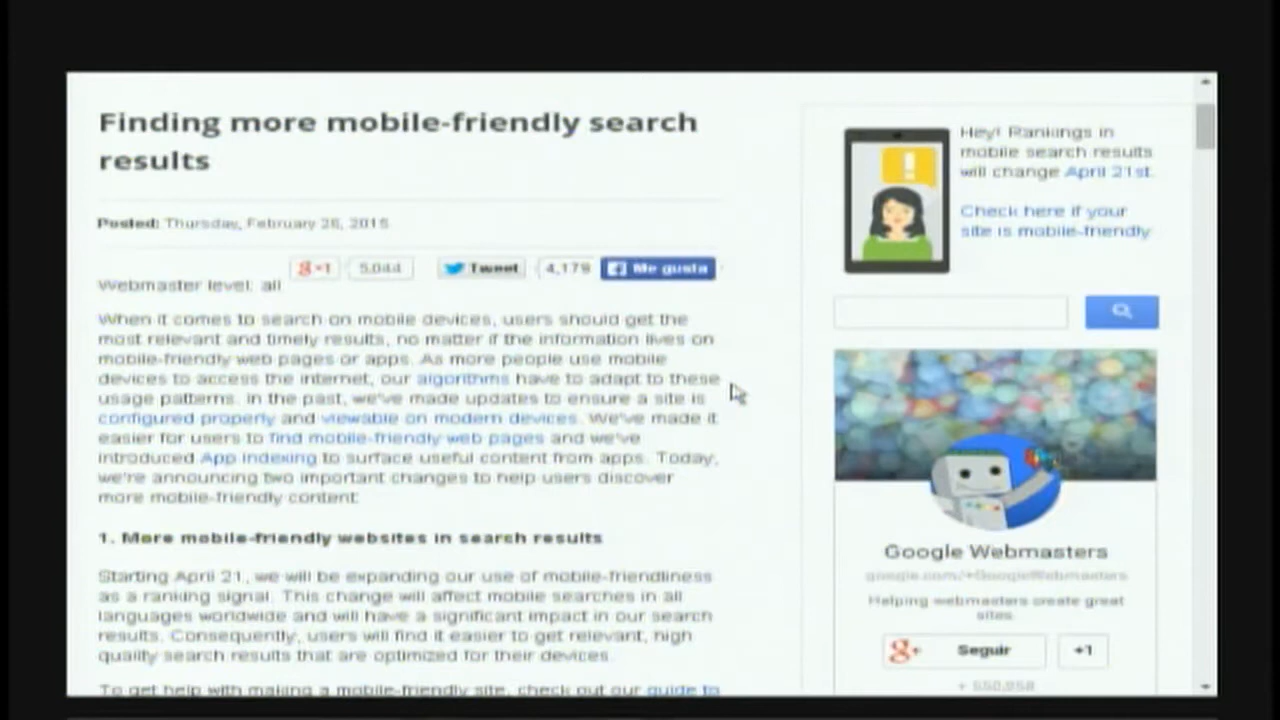 Finding more mobile-friendly search
results
Posted: Thursday, February 26, 2015
g+1 5,044 Tweet 4,179 Me gusta
Webmaster level: all
When it comes to search on mobile devices, users should get the
most relevant and timely results, no matter if the information lives on
mobile-friendly web pages or apps. As more people use mobile
devices to access the internet, our algorithms have to adapt to these
usage patterns. In the past, we've made updates to ensure a site is
configured properly and viewable on modern devices. We've made it
easier for users to find mobile-friendly web pages and we've
introduced App Indexing to surface useful content from apps. Today,
we're announcing two important changes to help users discover
more mobile-friendly content:
1. More mobile-friendly websites in search results
Starting April 21, we will be expanding our use of mobile-friendliness
as a ranking signal. This change will affect mobile searches in all
languages worldwide and will have a significant impact in our search
results. Consequently, users will find it easier to get relevant, high
quality search results that are optimized for their devices.
To get help with making a mobile-friendly site, check out our guide to
Hey! Rankings in
mobile search results
will change April 21st.
Check here if your
site is mobile-friendly
Google Webmasters
google.com/+GoogleWebmasters
Helping webmasters create great
sites.
g+ Seguir +1